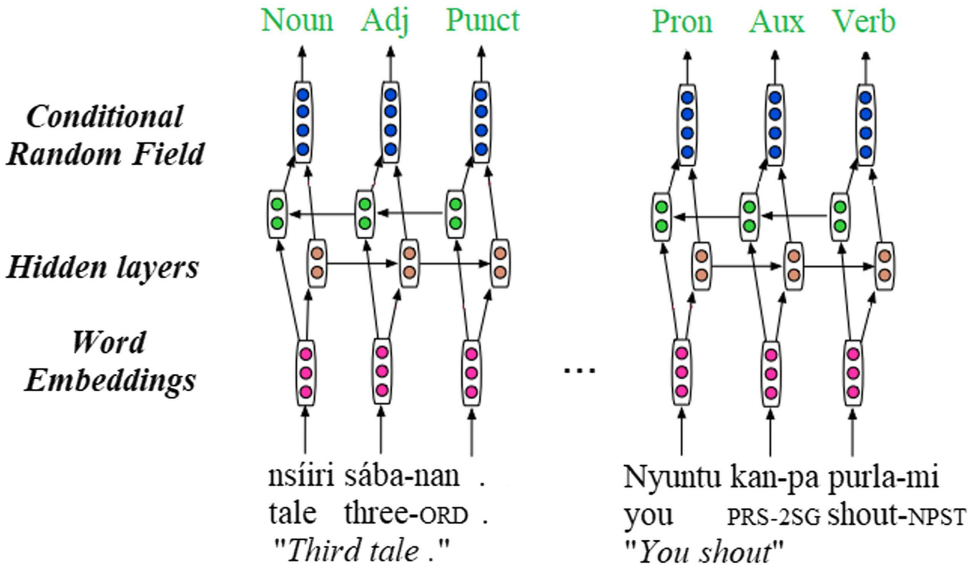 Noun Adj Punct Pron Aux Verb
Conditional
Random Field
Hidden layers
Word
Embeddings
...
nsíiri sába-nan .
tale three-ORD .
"Third tale ."
Nyuntu kan-pa purla-mi
you PRS-2SG shout-NPST
"You shout"